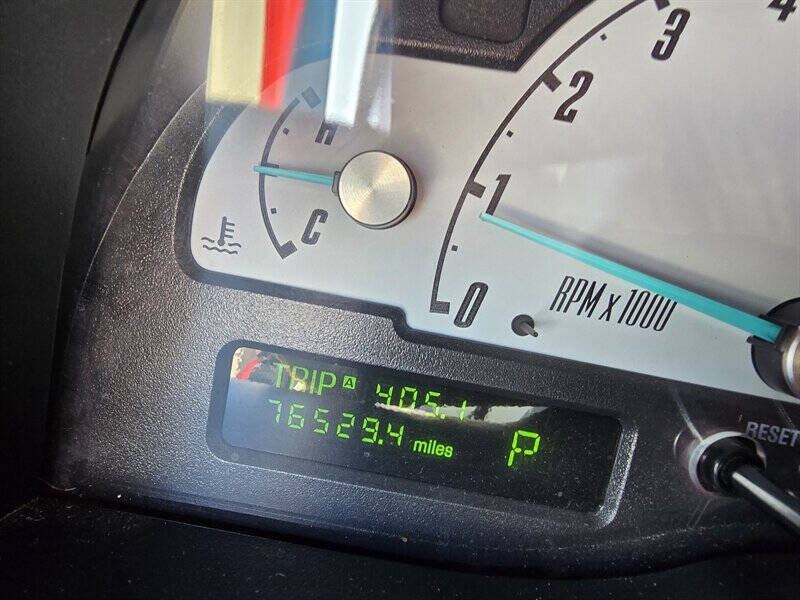 4
3
2
H
1
C
0
RPM x 1000
TRIP A 405.1
76529.4 miles P
RESET